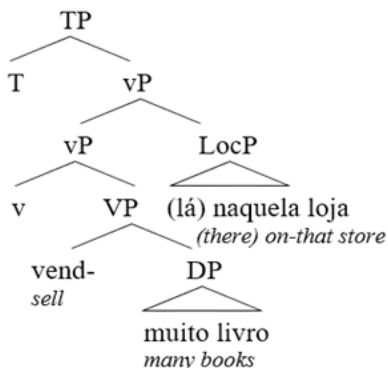 TP
T vP
vP LocP
v VP (lá) naquela loja
(there) on-that store
vend- DP
sell
muito livro
many books